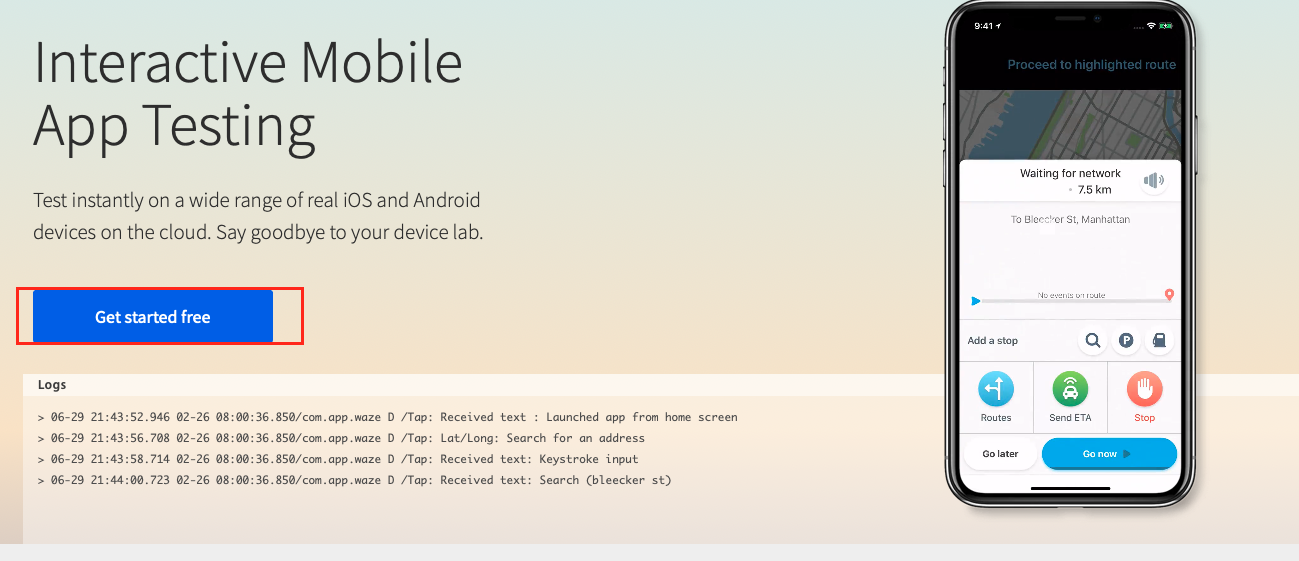 Interactive Mobile
App Testing
Test instantly on a wide range of real iOS and Android
devices on the cloud. Say goodbye to your device lab.
Get started free
Logs
> 06-29 21:43:52.946 02-26 08:00:36.850/com.app.waze D /Tap: Received text : Launched app from home screen
> 06-29 21:43:56.708 02-26 08:00:36.850/com.app.waze D /Tap: Lat/Long: Search for an address
> 06-29 21:43:58.714 02-26 08:00:36.850/com.app.waze D /Tap: Received text: Keystroke input
> 06-29 21:44:00.723 02-26 08:00:36.850/com.app.waze D /Tap: Received text: Search (bleecker st)
9:41
Proceed to highlighted route
Waiting for network
7.5 km
To Bleecker St, Manhattan
No events on route
Add a stop
P
Routes
Send ETA
Stop
Go later
Go now